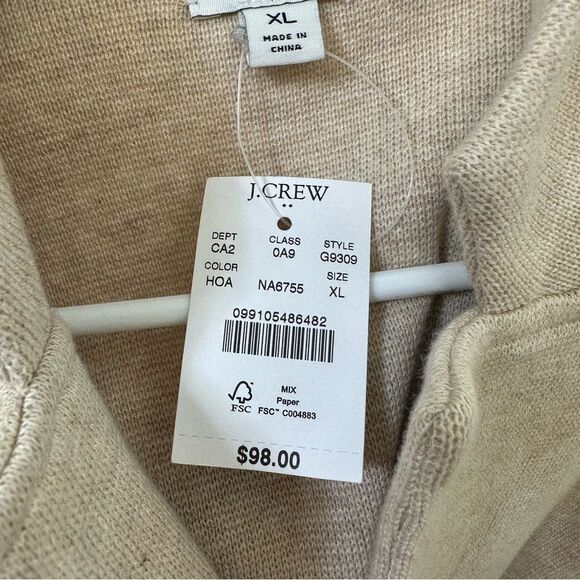 XL
MADE IN
CHINA
J.CREW
DEPT CLASS STYLE
CA2 0A9 G9309
COLOR SIZE
HOA NA6755 XL
099105486482
MIX
Paper
FSC FSC™ C004883
$98.00